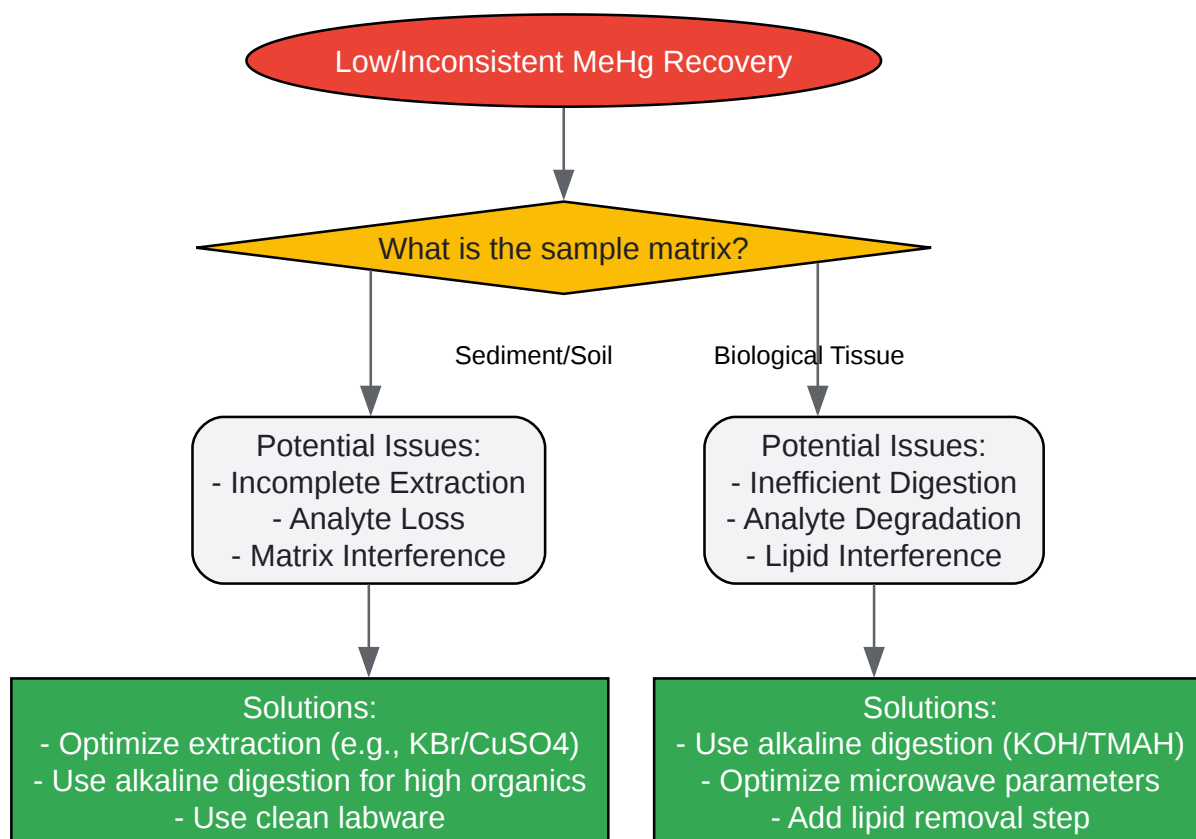 Low/Inconsistent MeHg Recovery
What is the sample matrix?
Sediment/Soil
Biological Tissue
Potential Issues:
- Incomplete Extraction
- Analyte Loss
- Matrix Interference
Potential Issues:
- Inefficient Digestion
- Analyte Degradation
- Lipid Interference
Solutions:
- Optimize extraction (e.g., KBr/CuSO4)
- Use alkaline digestion for high organics
- Use clean labware
Solutions:
- Use alkaline digestion (KOH/TMAH)
- Optimize microwave parameters
- Add lipid removal step